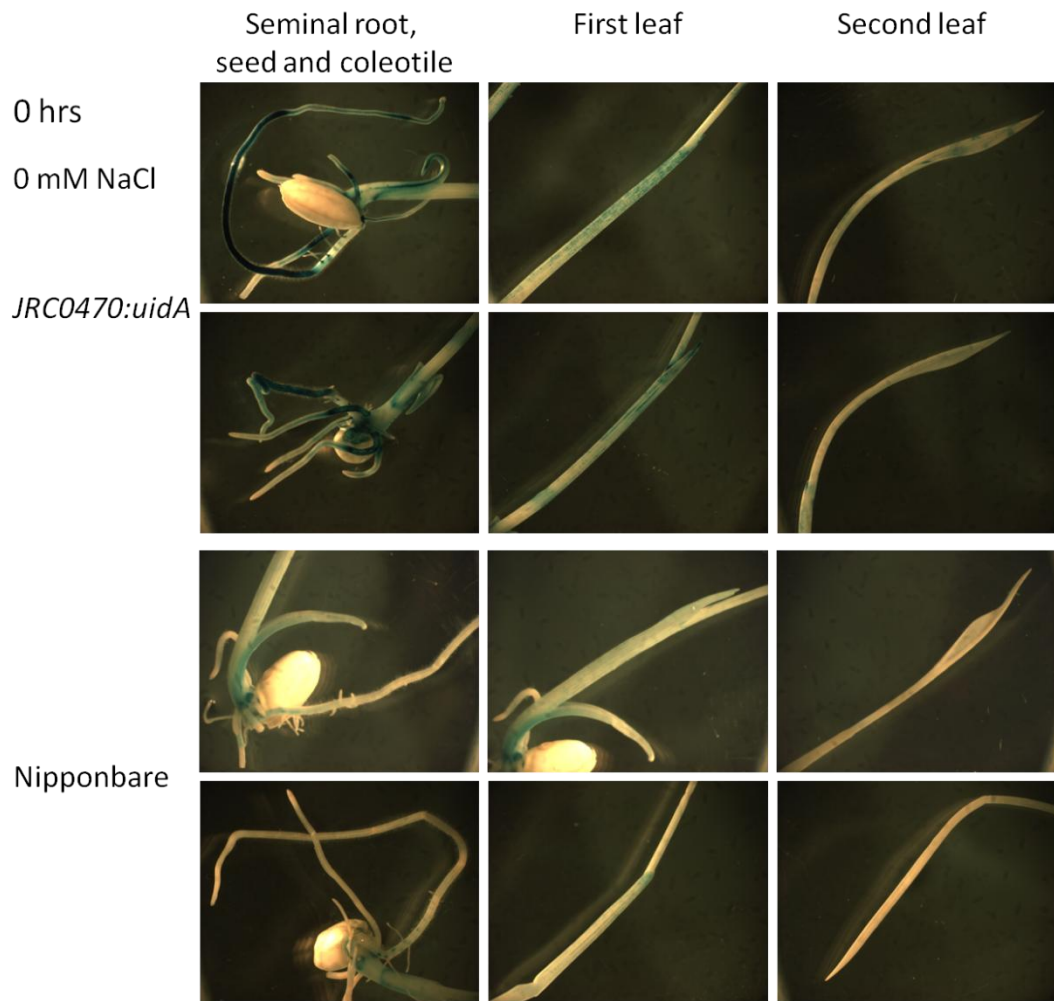 Seminal root,
seed and coleotile
First leaf
Second leaf
0 hrs
0 mM NaCl
JRC0470:uidA
Nipponbare